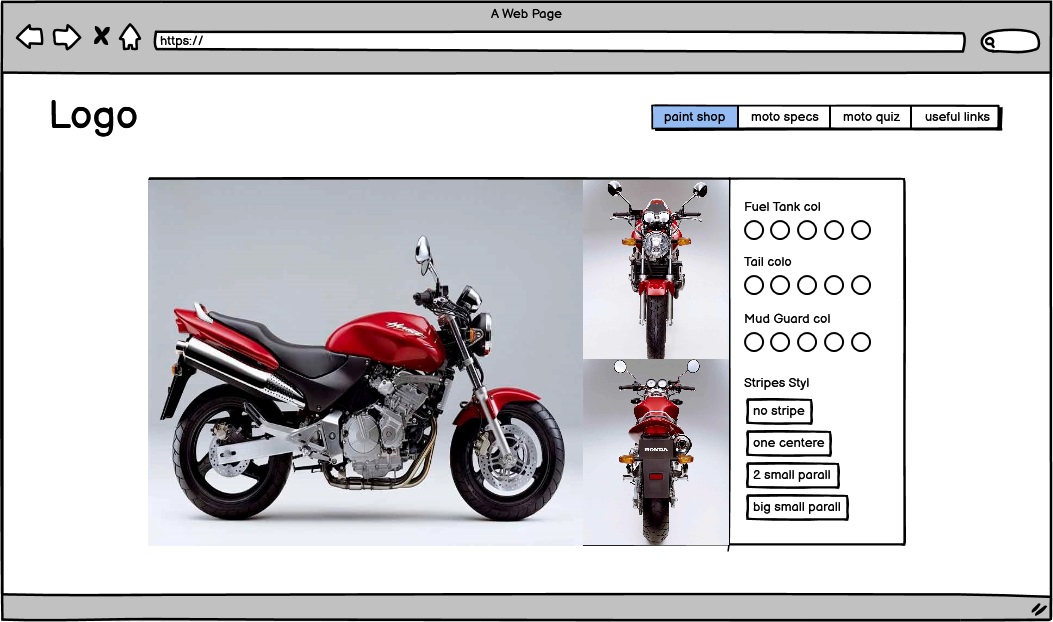 A Web Page
https://
Logo
paint shop
moto specs
moto quiz
useful links
Fuel Tank col
Tail colo
Mud Guard col
Stripes Styl
no stripe
one centere
2 small parall
big small parall
Hornet
HONDA